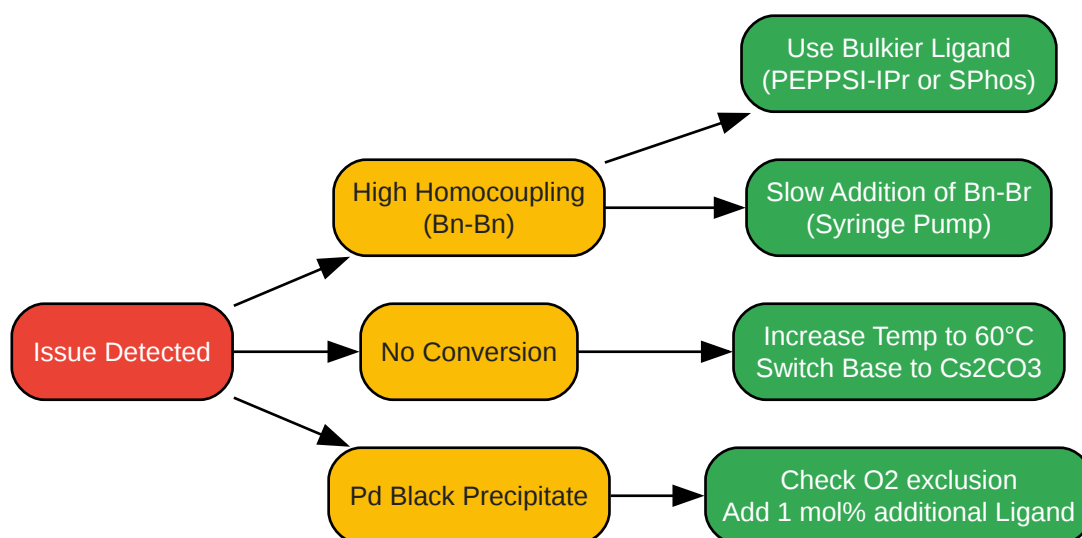 Use Bulkier Ligand
(PEPPSI-IPr or SPhos)
High Homocoupling
(Bn-Bn)
Slow Addition of Bn-Br
(Syringe Pump)
Issue Detected
No Conversion
Increase Temp to 60°C
Switch Base to Cs2CO3
Pd Black Precipitate
Check O2 exclusion
Add 1 mol% additional Ligand